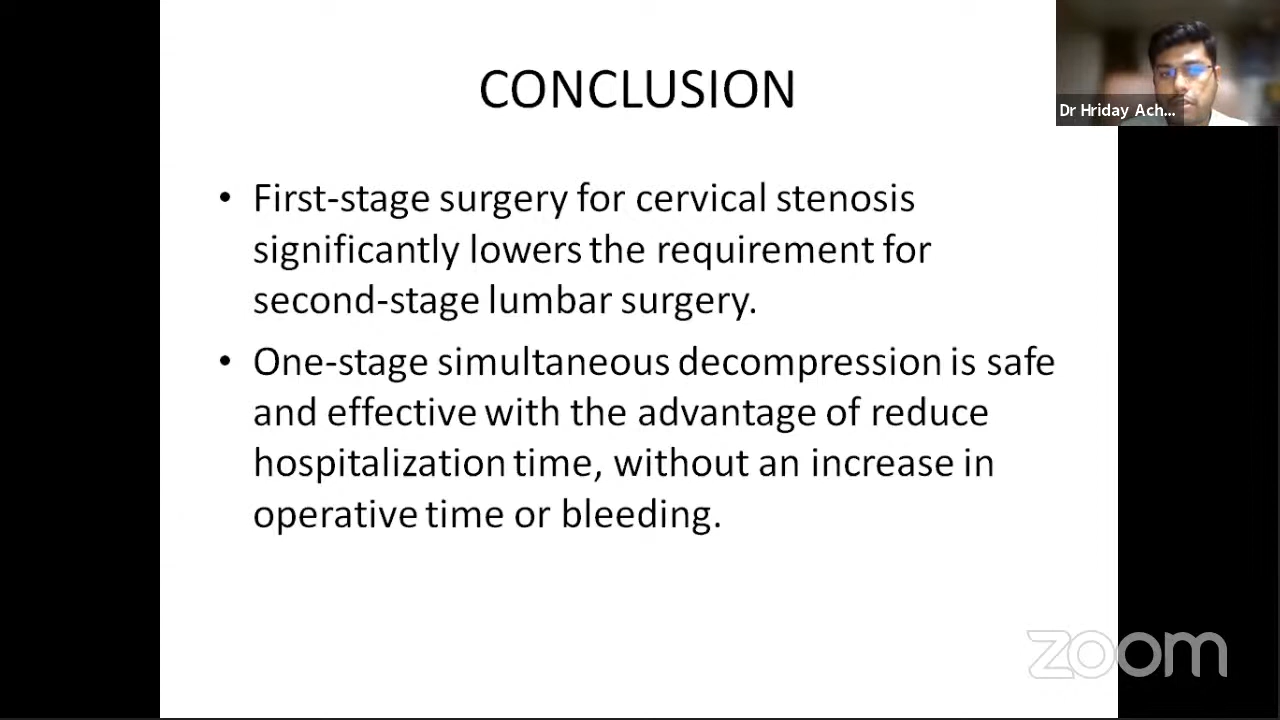 CONCLUSION
Dr Hriday Ach...
• First-stage surgery for cervical stenosis
significantly lowers the requirement for
second-stage lumbar surgery.
• One-stage simultaneous decompression is safe
and effective with the advantage of reduce
hospitalization time, without an increase in
operative time or bleeding.
zoom